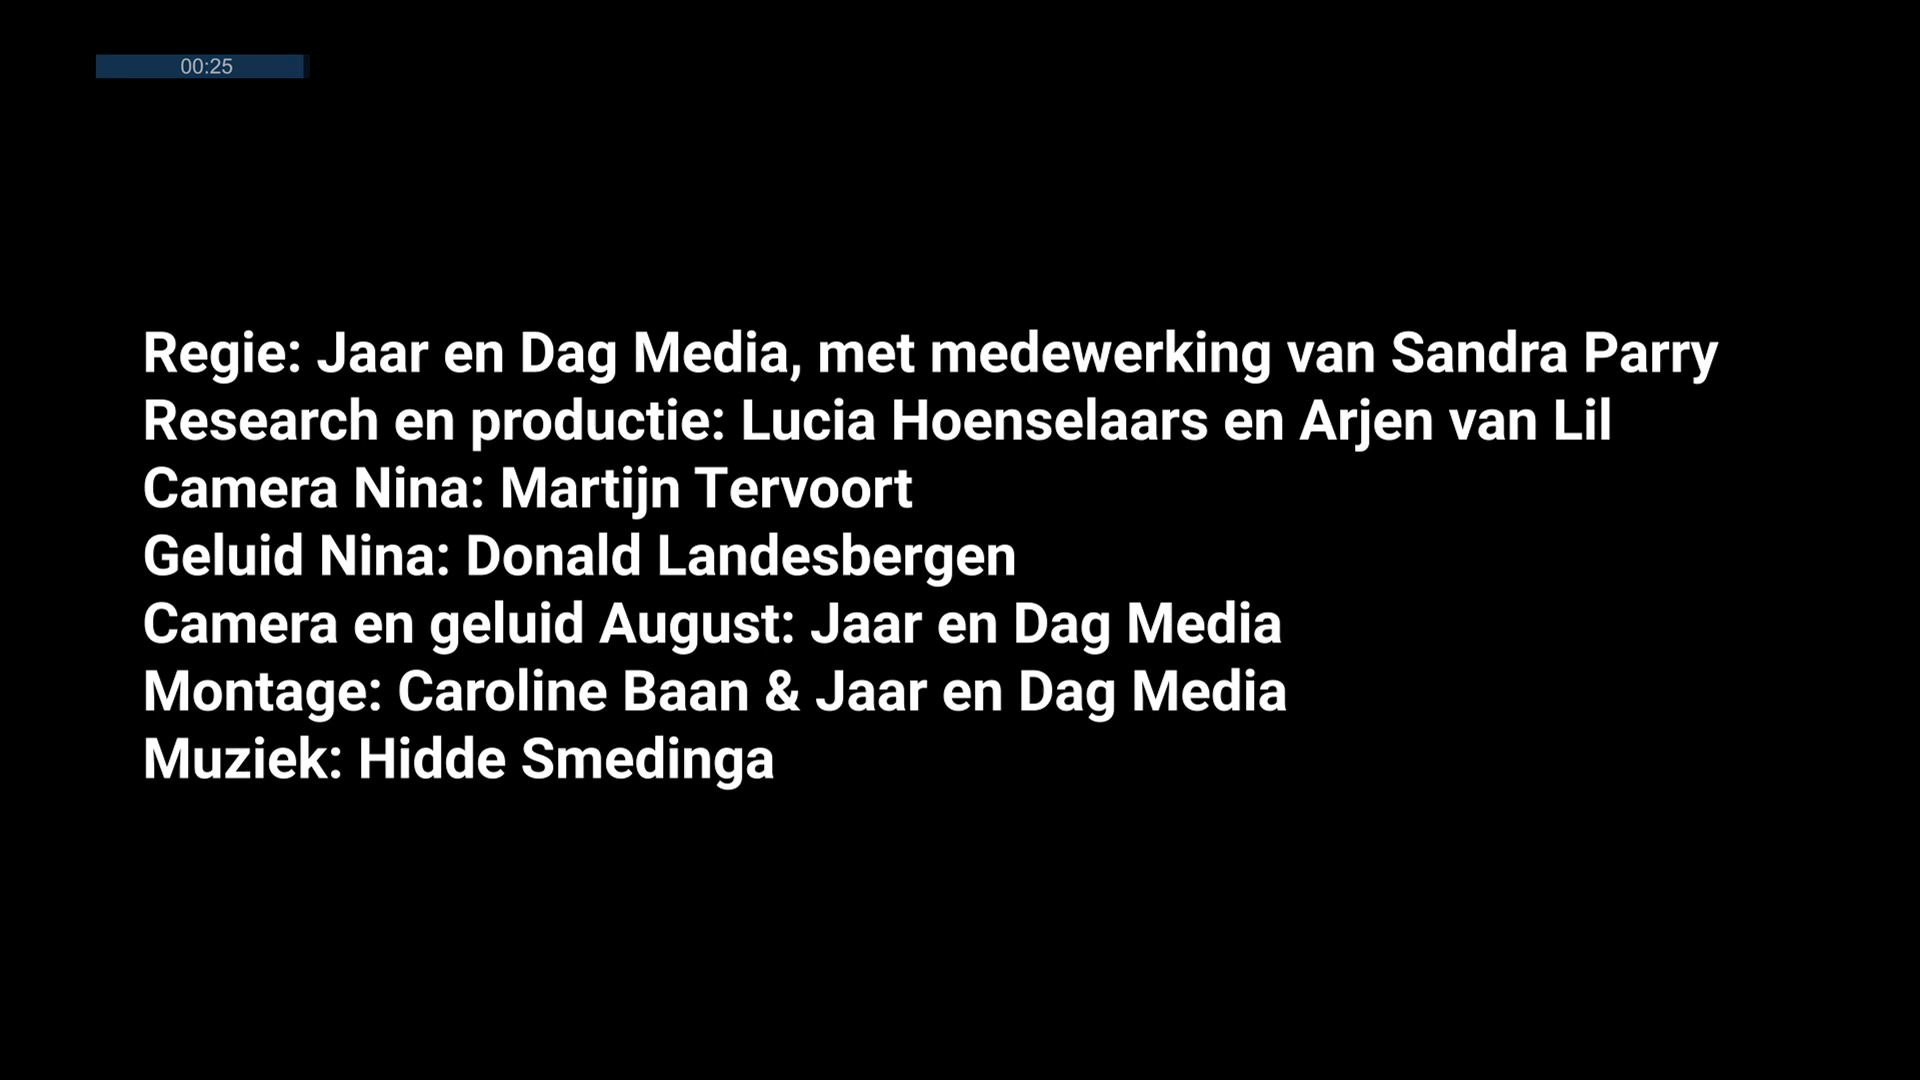 00:25
Regie: Jaar en Dag Media, met medewerking van Sandra Parry
Research en productie: Lucia Hoenselaars en Arjen van Lil
Camera Nina: Martijn Tervoort
Geluid Nina: Donald Landesbergen
Camera en geluid August: Jaar en Dag Media
Montage: Caroline Baan & Jaar en Dag Media
Muziek: Hidde Smedinga